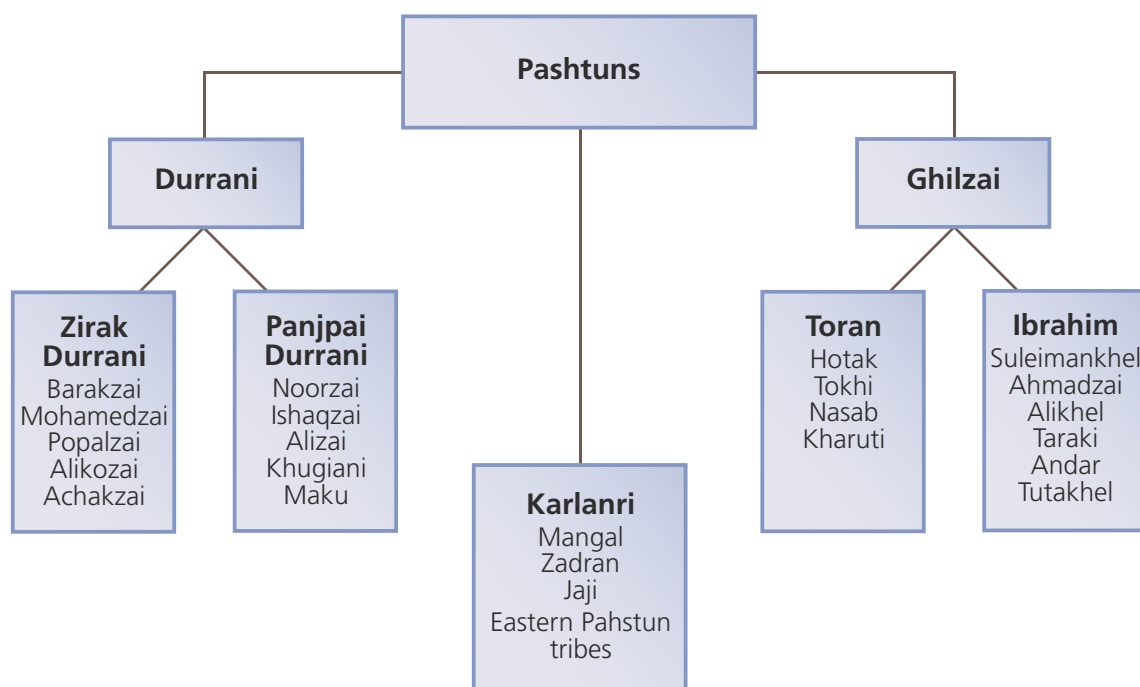 Pashtuns
Durrani
Ghilzai
Zirak
Durrani
Barakzai
Mohamedzai
Popalzai
Alikozai
Achakzai
Panjpai
Durrani
Noorzai
Ishaqzai
Alizai
Khugiani
Maku
Karlanri
Mangal
Zadran
Jaji
Eastern Pahstun
tribes
Toran
Hotak
Tokhi
Nasab
Kharuti
Ibrahim
Suleimankhel
Ahmadzai
Alikhel
Taraki
Andar
Tutakhel